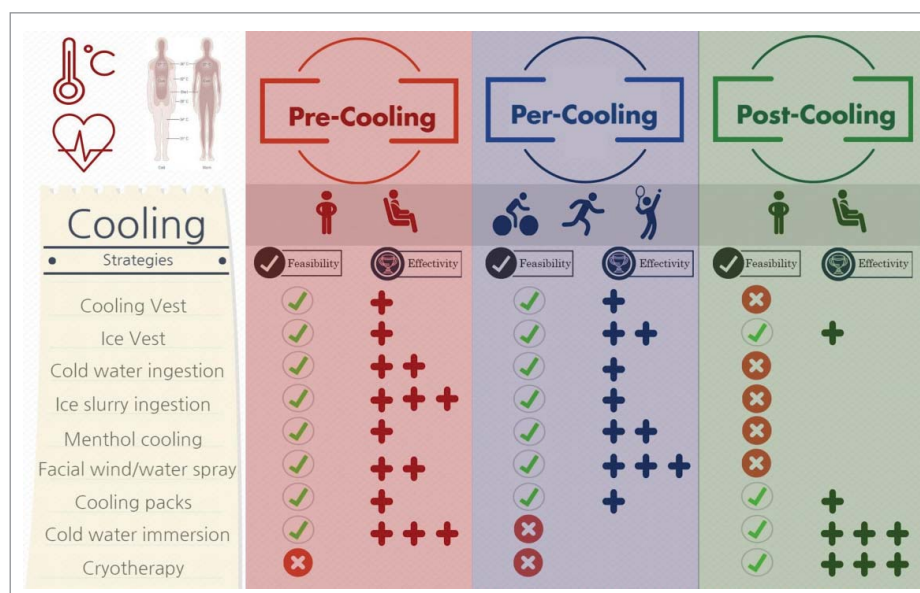 °C
Pre-Cooling
Per-Cooling
Post-Cooling
Cooling
Strategies
Feasibility
Effectivity
Feasibility
Effectivity
Feasibility
Effectivity
Cooling Vest
Ice Vest
Cold water ingestion
Ice slurry ingestion
Menthol cooling
Facial wind/water spray
Cooling packs
Cold water immersion
Cryotherapy